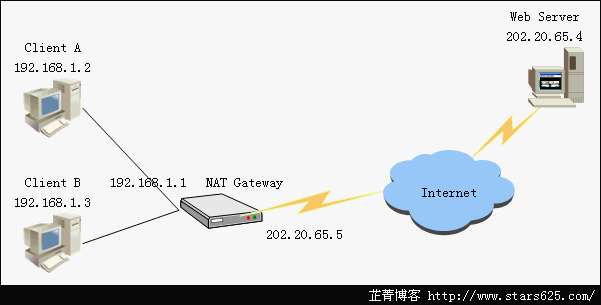 Web Server
202.20.65.4
Client A
192.168.1.2
Client B
192.168.1.3
192.168.1.1
NAT Gateway
202.20.65.5
Internet
芷菁博客 http://www.stars625.com/